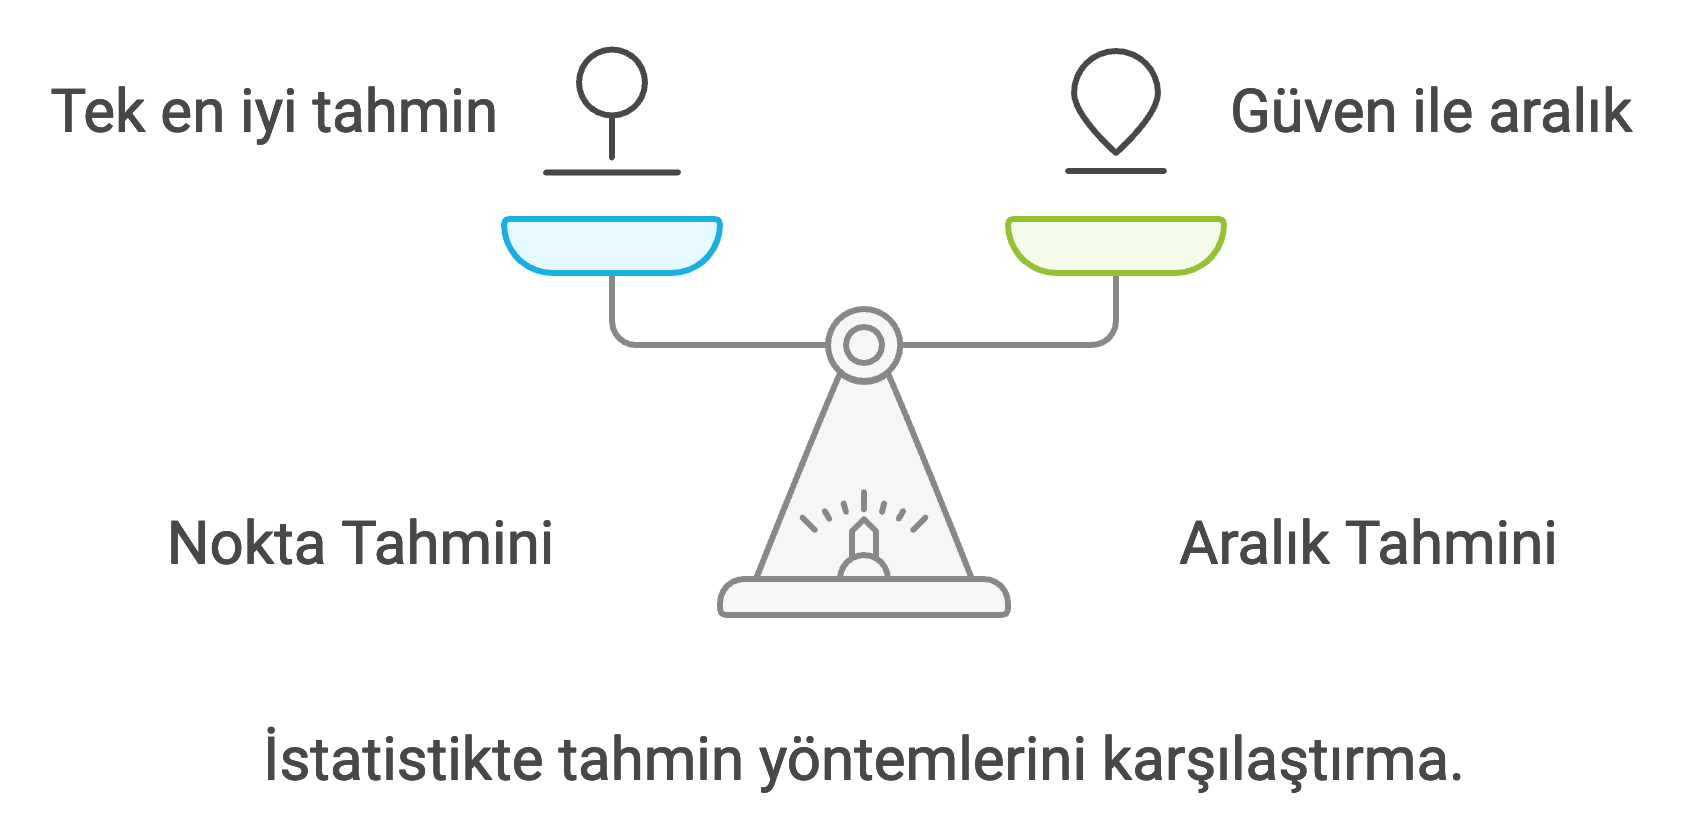 Tek en iyi tahmin
Güven ile aralık
Nokta Tahmini
Aralık Tahmini
İstatistikte tahmin yöntemlerini karşılaştırma.